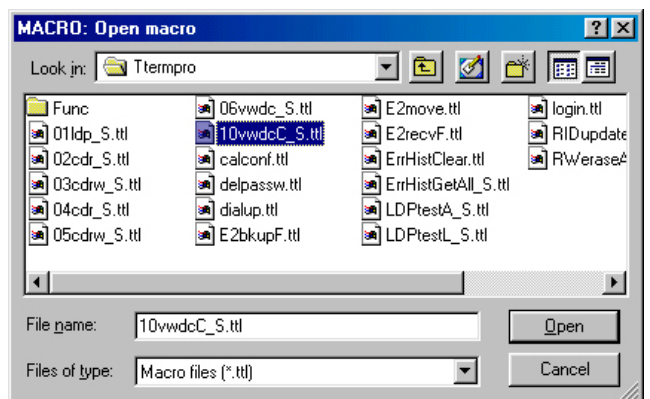 MACRO: Open macro
Look in: Ttermpro
Func 06vwdc_S.ttl E2move.ttl login.ttl
01ldp_S.ttl 10vwdcC_S.ttl E2recvF.ttl RIDupdate
02cdr_S.ttl calconf.ttl ErrHistClear.ttl RWeraseA
03cdrw_S.ttl delpassw.ttl ErrHistGetAll_S.ttl
04cdr_S.ttl dialup.ttl LDPtestA_S.ttl
05cdrw_S.ttl E2bkupF.ttl LDPtestL_S.ttl
File name: 10vwdcC_S.ttl Open
Files of type: Macro files (*.ttl) Cancel